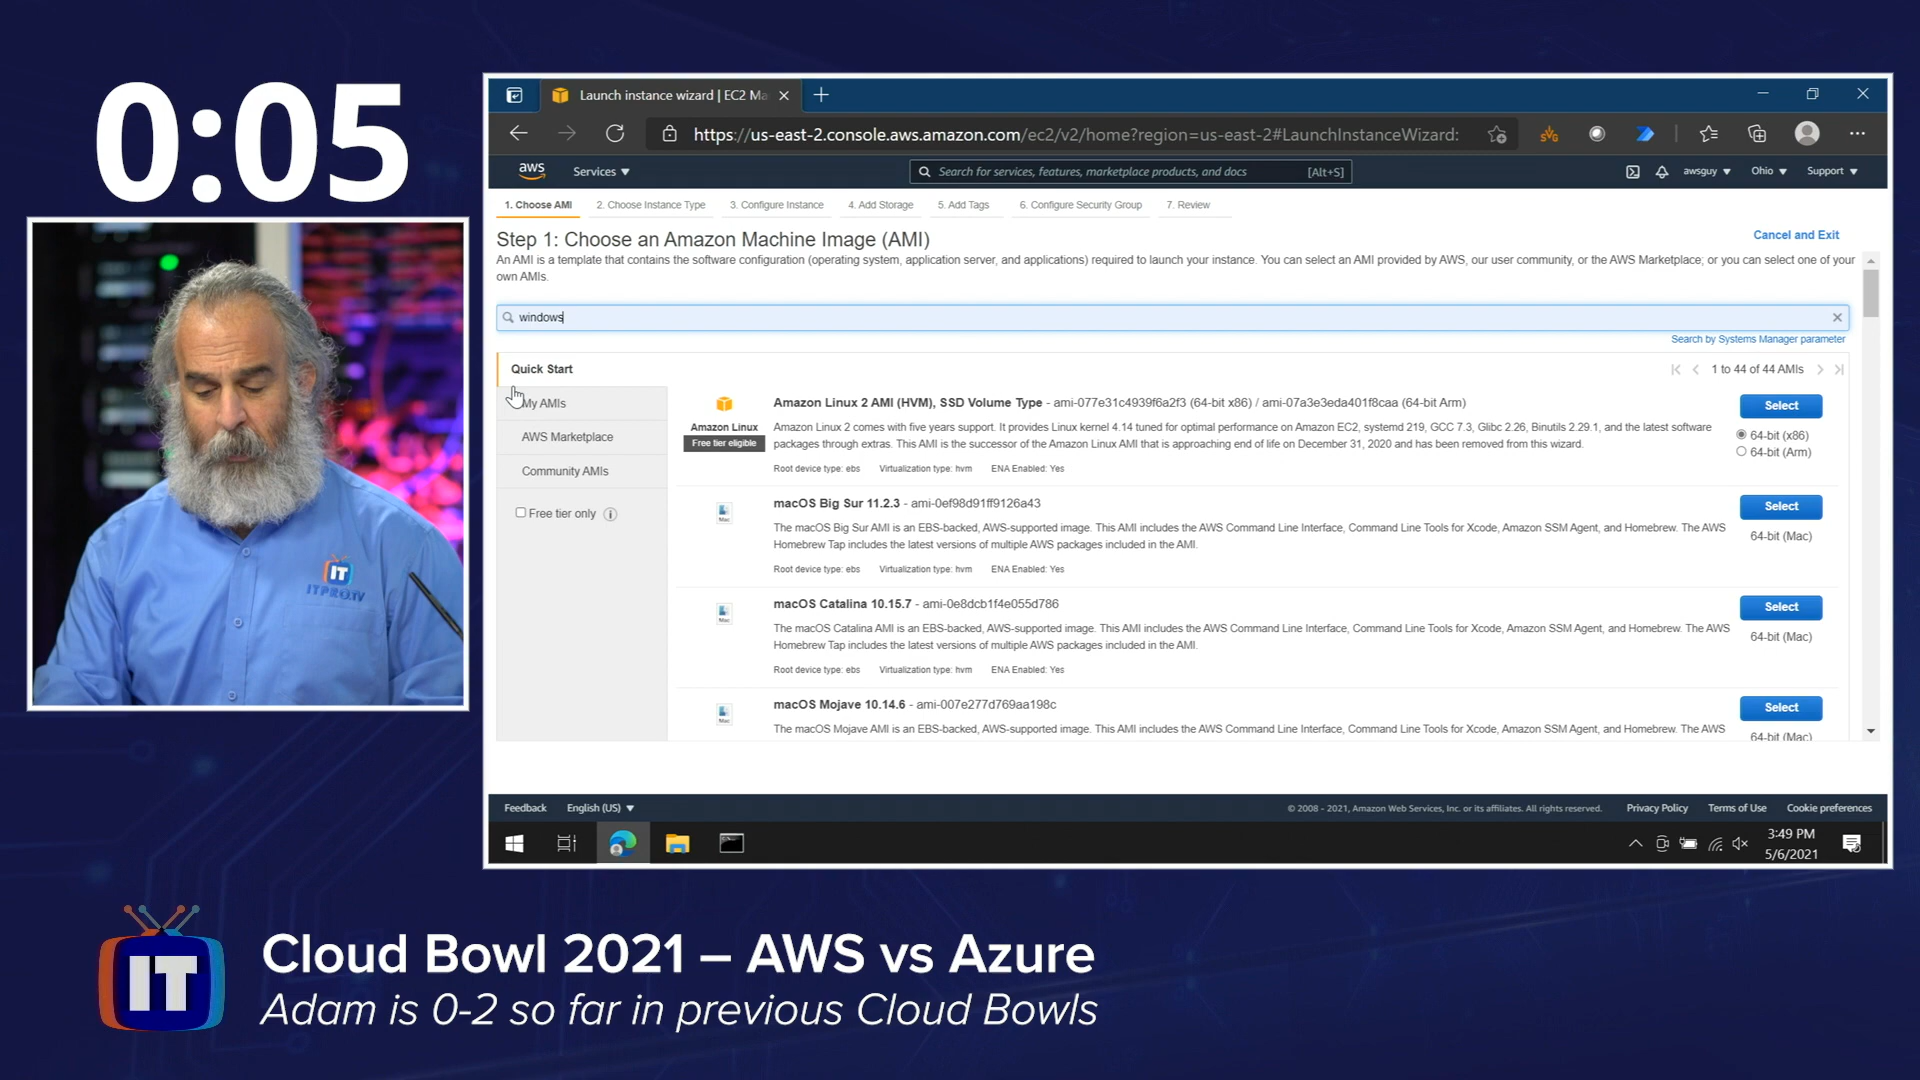 0:05
Launch instance wizard | EC2 Ma
https://us-east-2.console.aws.amazon.com/ec2/v2/home?region=us-east-2#LaunchInstanceWizard:
aws
Services
Search for services, features, marketplace products, and docs
[Alt+S]
awsguy
Ohio
Support
1. Choose AMI
2. Choose Instance Type
3. Configure Instance
4. Add Storage
5. Add Tags
6. Configure Security Group
7. Review
Step 1: Choose an Amazon Machine Image (AMI)
Cancel and Exit
An AMI is a template that contains the software configuration (operating system, application server, and applications) required to launch your instance. You can select an AMI provided by AWS, our user community, or the AWS Marketplace; or you can select one of your
own AMIs.
windows
Search by Systems Manager parameter
Quick Start
My AMIs
AWS Marketplace
Community AMIs
Free tier only
1 to 44 of 44 AMIs
Amazon Linux
Free tier eligible
Amazon Linux 2 AMI (HVM), SSD Volume Type - ami-077e31c4939f6a2f3 (64-bit x86) / ami-07a3e3eda401f8caa (64-bit Arm)
Amazon Linux 2 comes with five years support. It provides Linux kernel 4.14 tuned for optimal performance on Amazon EC2, systemd 219, GCC 7.3, Glibc 2.26, Binutils 2.29.1, and the latest software
packages through extras. This AMI is the successor of the Amazon Linux AMI that is approaching end of life on December 31, 2020 and has been removed from this wizard.
Root device type: ebs Virtualization type: hvm ENA Enabled: Yes
Select
64-bit (x86)
64-bit (Arm)
Mac
macOS Big Sur 11.2.3 - ami-0ef98d91ff9126a43
The macOS Big Sur AMI is an EBS-backed, AWS-supported image. This AMI includes the AWS Command Line Interface, Command Line Tools for Xcode, Amazon SSM Agent, and Homebrew. The AWS
Homebrew Tap includes the latest versions of multiple AWS packages included in the AMI.
Root device type: ebs Virtualization type: hvm ENA Enabled: Yes
Select
64-bit (Mac)
Mac
macOS Catalina 10.15.7 - ami-0e8dcb1f4e055d786
The macOS Catalina AMI is an EBS-backed, AWS-supported image. This AMI includes the AWS Command Line Interface, Command Line Tools for Xcode, Amazon SSM Agent, and Homebrew. The AWS
Homebrew Tap includes the latest versions of multiple AWS packages included in the AMI.
Root device type: ebs Virtualization type: hvm ENA Enabled: Yes
Select
64-bit (Mac)
Mac
macOS Mojave 10.14.6 - ami-007e277d769aa198c
The macOS Mojave AMI is an EBS-backed, AWS-supported image. This AMI includes the AWS Command Line Interface, Command Line Tools for Xcode, Amazon SSM Agent, and Homebrew. The AWS
Select
64-bit (Mac)
Feedback
English (US)
© 2008 - 2021, Amazon Web Services, Inc. or its affiliates. All rights reserved.
Privacy Policy
Terms of Use
Cookie preferences
3:49 PM
5/6/2021
IT
ITPRO.TV
IT
Cloud Bowl 2021 – AWS vs Azure
Adam is 0-2 so far in previous Cloud Bowls